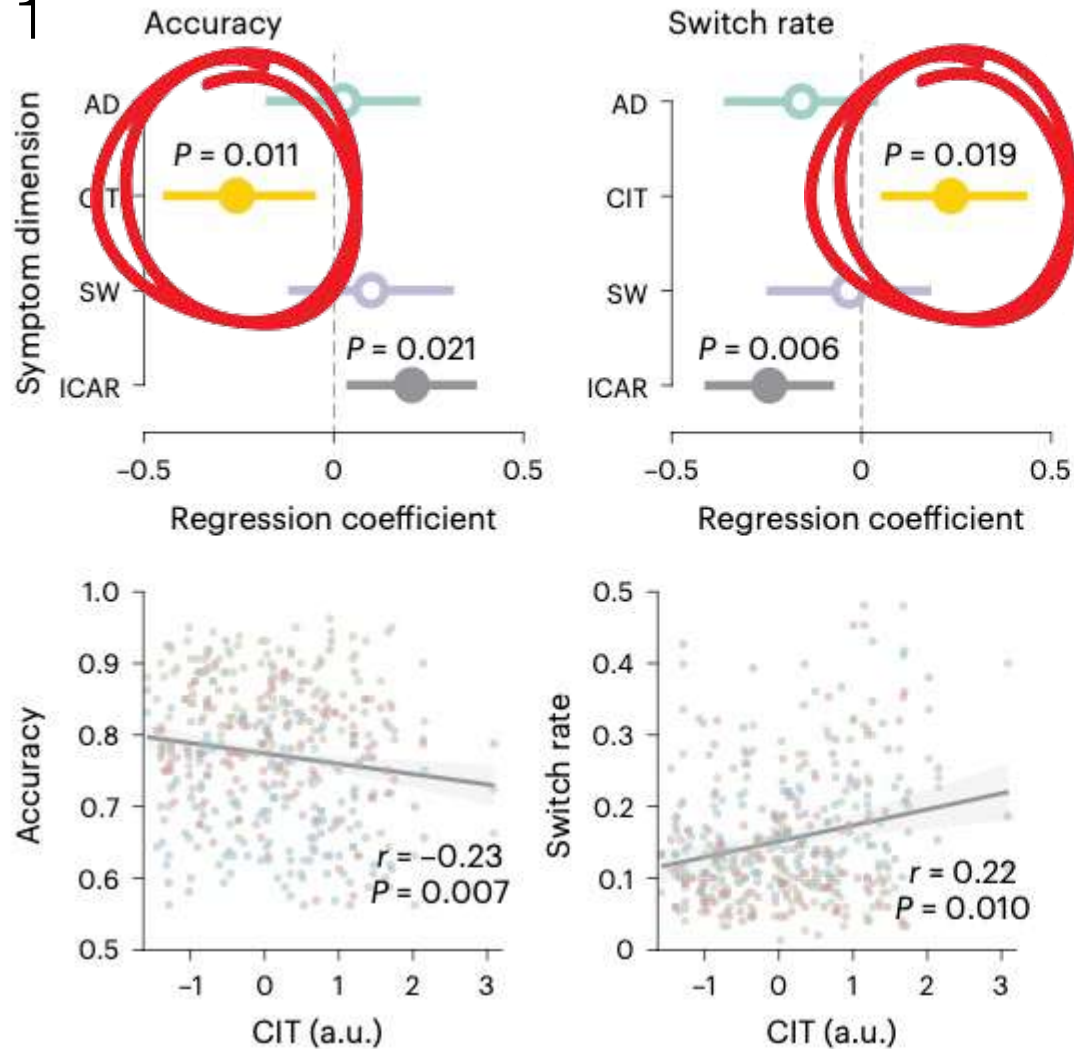 1
Accuracy
Switch rate
Symptom dimension
AD
CIT
SW
ICAR
P = 0.011
P = 0.021
−0.5 0 0.5
Regression coefficient
AD
CIT
SW
ICAR
P = 0.019
P = 0.006
−0.5 0 0.5
Regression coefficient
Accuracy
1.0
0.9
0.8
0.7
0.6
0.5
r = −0.23
P = 0.007
−1 0 1 2 3
CIT (a.u.)
Switch rate
0.5
0.4
0.3
0.2
0.1
0
r = 0.22
P = 0.010
−1 0 1 2 3
CIT (a.u.)